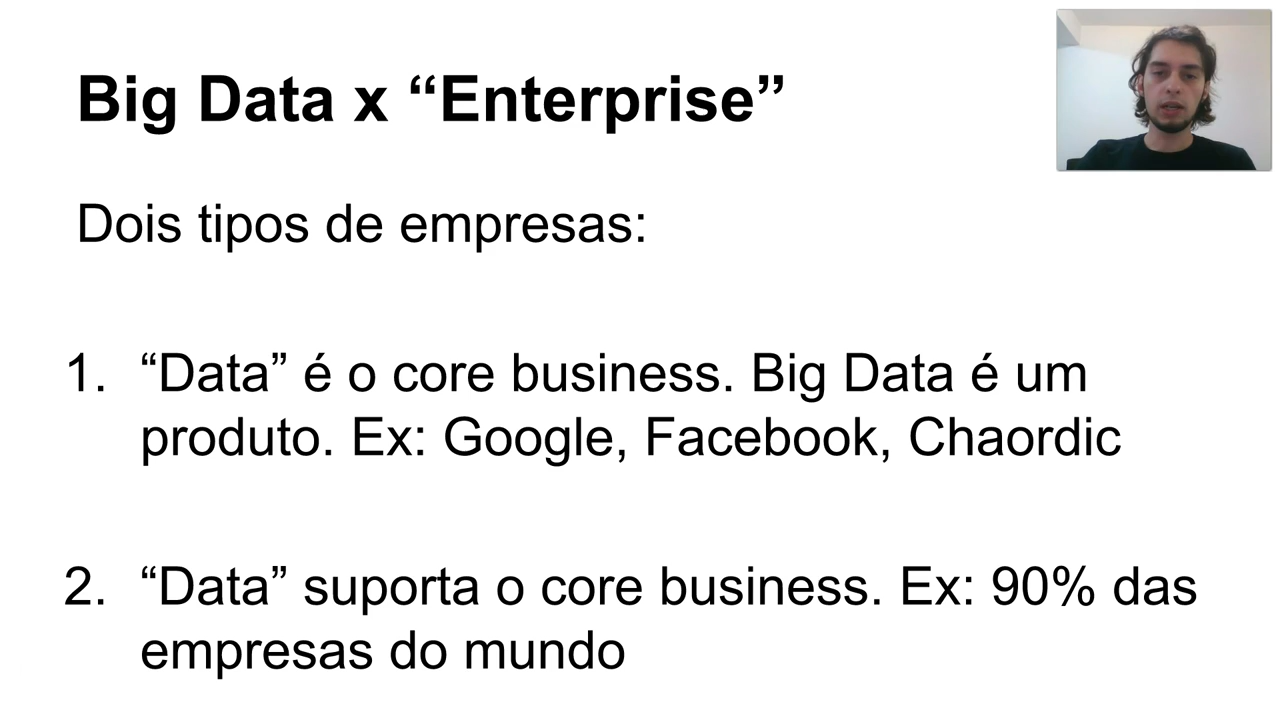 Big Data x “Enterprise”
Dois tipos de empresas:
1. “Data” é o core business. Big Data é um
produto. Ex: Google, Facebook, Chaordic
2. “Data” suporta o core business. Ex: 90% das
empresas do mundo